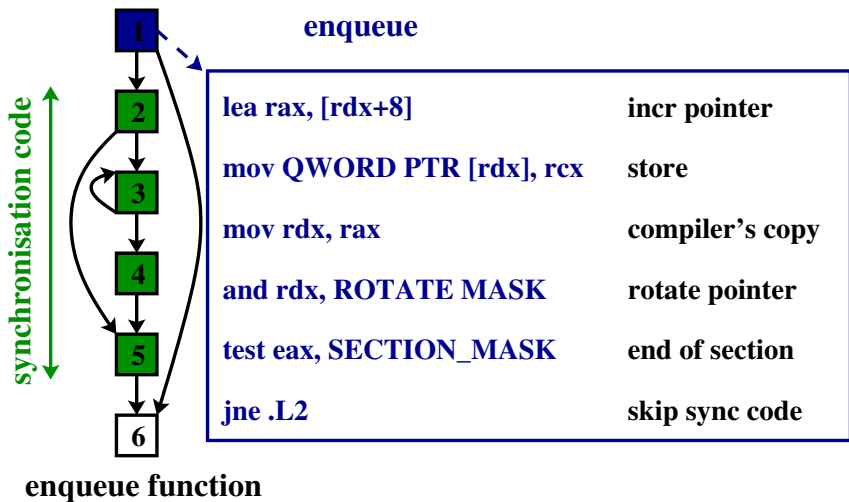 enqueue
1
2
3
4
5
6
synchronisation code
lea rax, [rdx+8] incr pointer
mov QWORD PTR [rdx], rcx store
mov rdx, rax compiler's copy
and rdx, ROTATE MASK rotate pointer
test eax, SECTION_MASK end of section
jne .L2 skip sync code
enqueue function